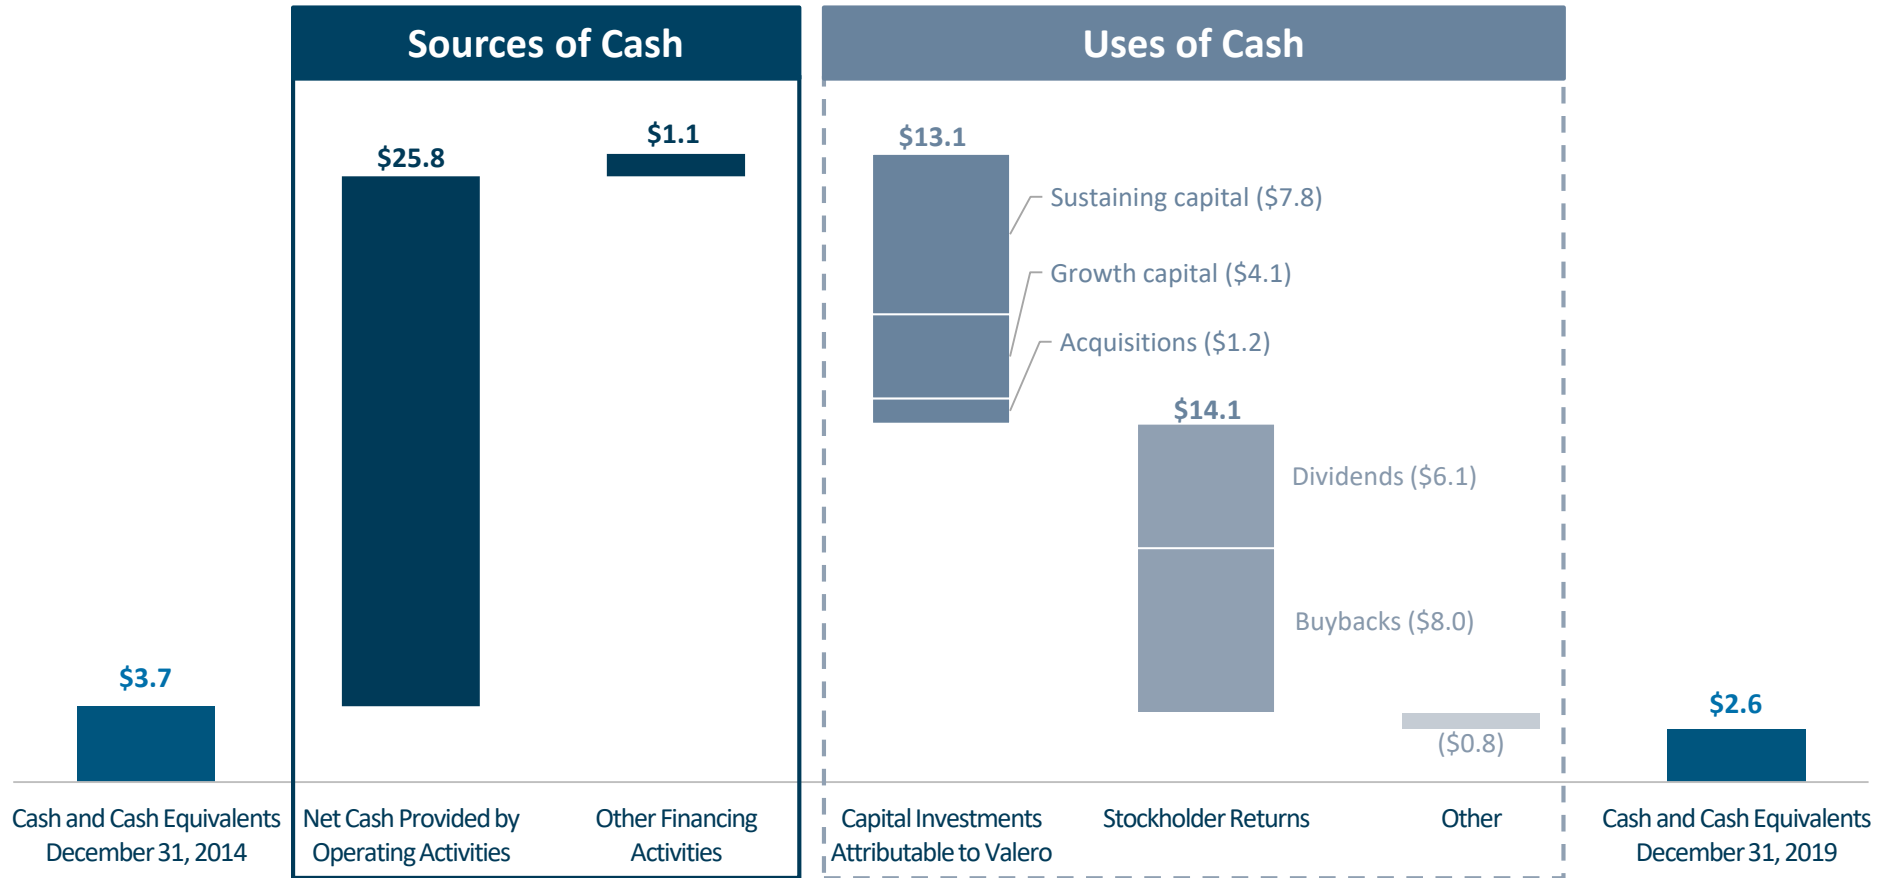 Sources of Cash
Uses of Cash
$3.7
$25.8
$1.1
$13.1
Sustaining capital ($7.8)
Growth capital ($4.1)
Acquisitions ($1.2)
$14.1
Dividends ($6.1)
Buybacks ($8.0)
($0.8)
$2.6
Cash and Cash Equivalents
December 31, 2014
Net Cash Provided by
Operating Activities
Other Financing
Activities
Capital Investments
Attributable to Valero
Stockholder Returns
Other
Cash and Cash Equivalents
December 31, 2019